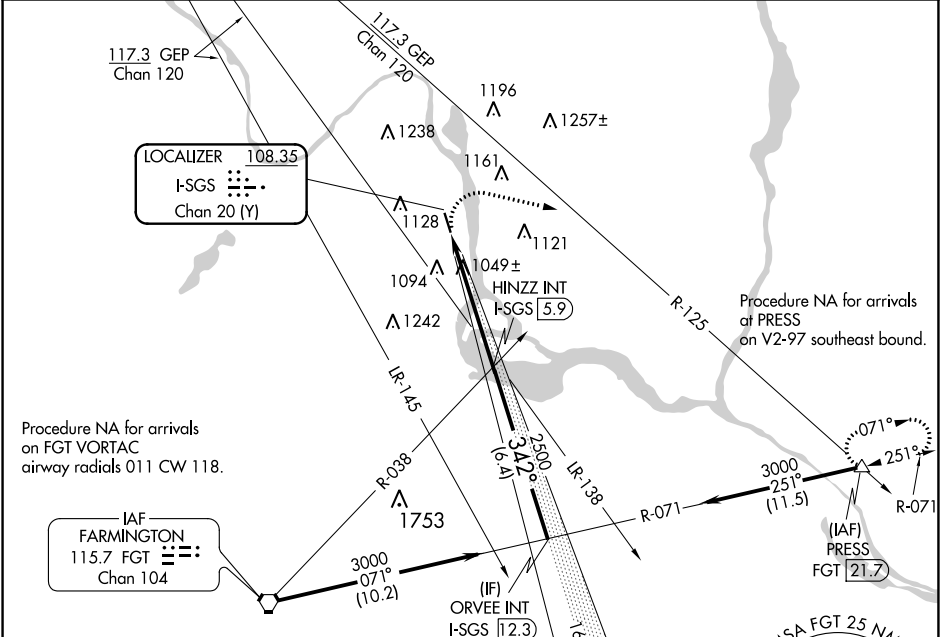 117.3 GEP
Chan 120
117.3 GEP
Chan 120
1196
1257±
1238
1161
LOCALIZER 108.35
I-SGS
Chan 20 (Y)
1128
1121
1094
1049±
HINZZ INT
I-SGS 5.9
1242
R-125
Procedure NA for arrivals
at PRESS
on V2-97 southeast bound.
LR-145
Procedure NA for arrivals
on FGT VORTAC
airway radials 011 CW 118.
R-038
342°
(6.4)
2500
LR-138
071°
251°
R-071
3000
251°
(11.5)
R-071
1753
IAF
FARMINGTON
115.7 FGT
Chan 104
3000
071°
(10.2)
(IAF)
PRESS
FGT 21.7
(IF)
ORVEE INT
I-SGS 12.3